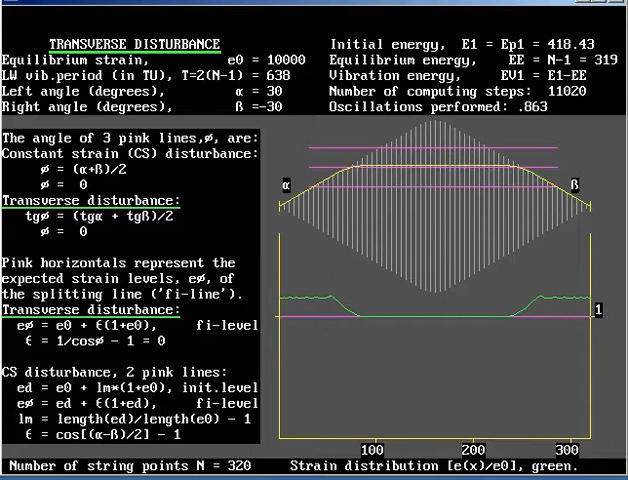 TRANSVERSE DISTURBANCE
Equilibrium strain, e0 = 10000
LW vib.period (in TU), T=2(N-1) = 638
Left angle (degrees), α = 30
Right angle (degrees), ß =-30
Initial energy, E1 = Ep1 = 418.43
Equilibrium energy, EE = N-1 = 319
Vibration energy, EV1 = E1-EE
Number of computing steps: 11020
Oscillations performed: .863
The angle of 3 pink lines,ø, are:
Constant strain (CS) disturbance:
ø = (α+ß)/2
ø = 0
Transverse disturbance:
tgø = (tgα + tgß)/2
ø = 0
Pink horizontals represent the
expected strain levels, eø, of
the splitting line ('fi-line').
Transverse disturbance:
eø = e0 + ϵ(1+e0), fi-level
ϵ = 1/cosø - 1 = 0
CS disturbance, 2 pink lines:
ed = e0 + lm*(1+e0), init.level
eø = ed + ϵ(1+ed), fi-level
lm = length(ed)/length(e0) - 1
ϵ = cos[(α-ß)/2] - 1
Number of string points N = 320
α
ß
1
100 200 300
Strain distribution [e(x)/e0], green.